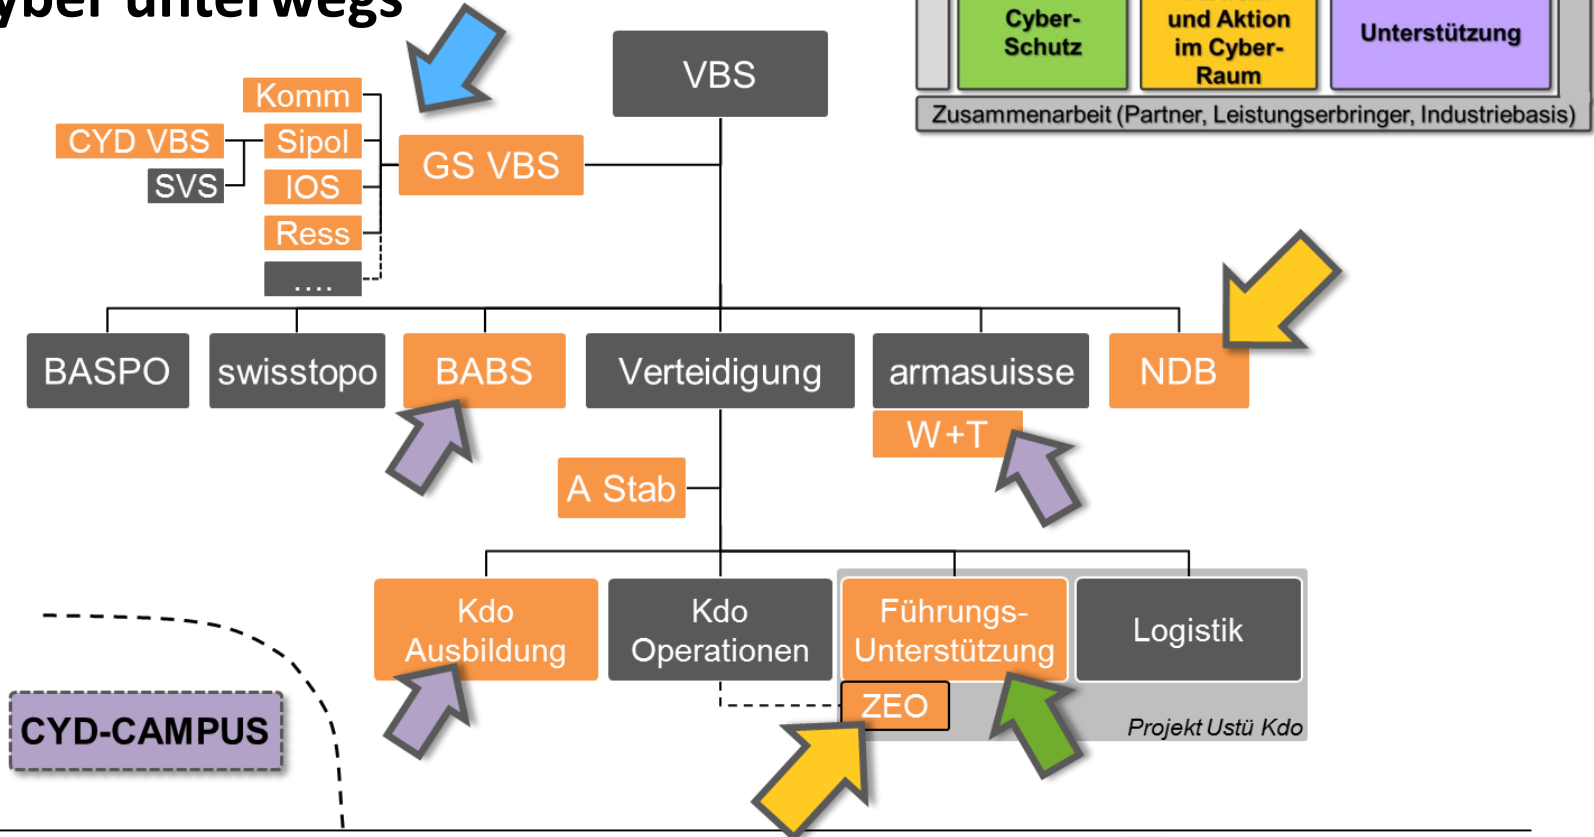 yber unterwegs
Cyber-
Schutz
und Aktion
im Cyber-
Raum
Unterstützung
Zusammenarbeit (Partner, Leistungserbringer, Industriebasis)
VBS
Komm
CYD VBS
Sipol
GS VBS
SVS
IOS
Ress
....
BASPO
swisstopo
BABS
Verteidigung
armasuisse
NDB
W+T
A Stab
Kdo
Ausbildung
Kdo
Operationen
Führungs-
Unterstützung
Logistik
ZEO
Projekt Ustü Kdo
CYD-CAMPUS